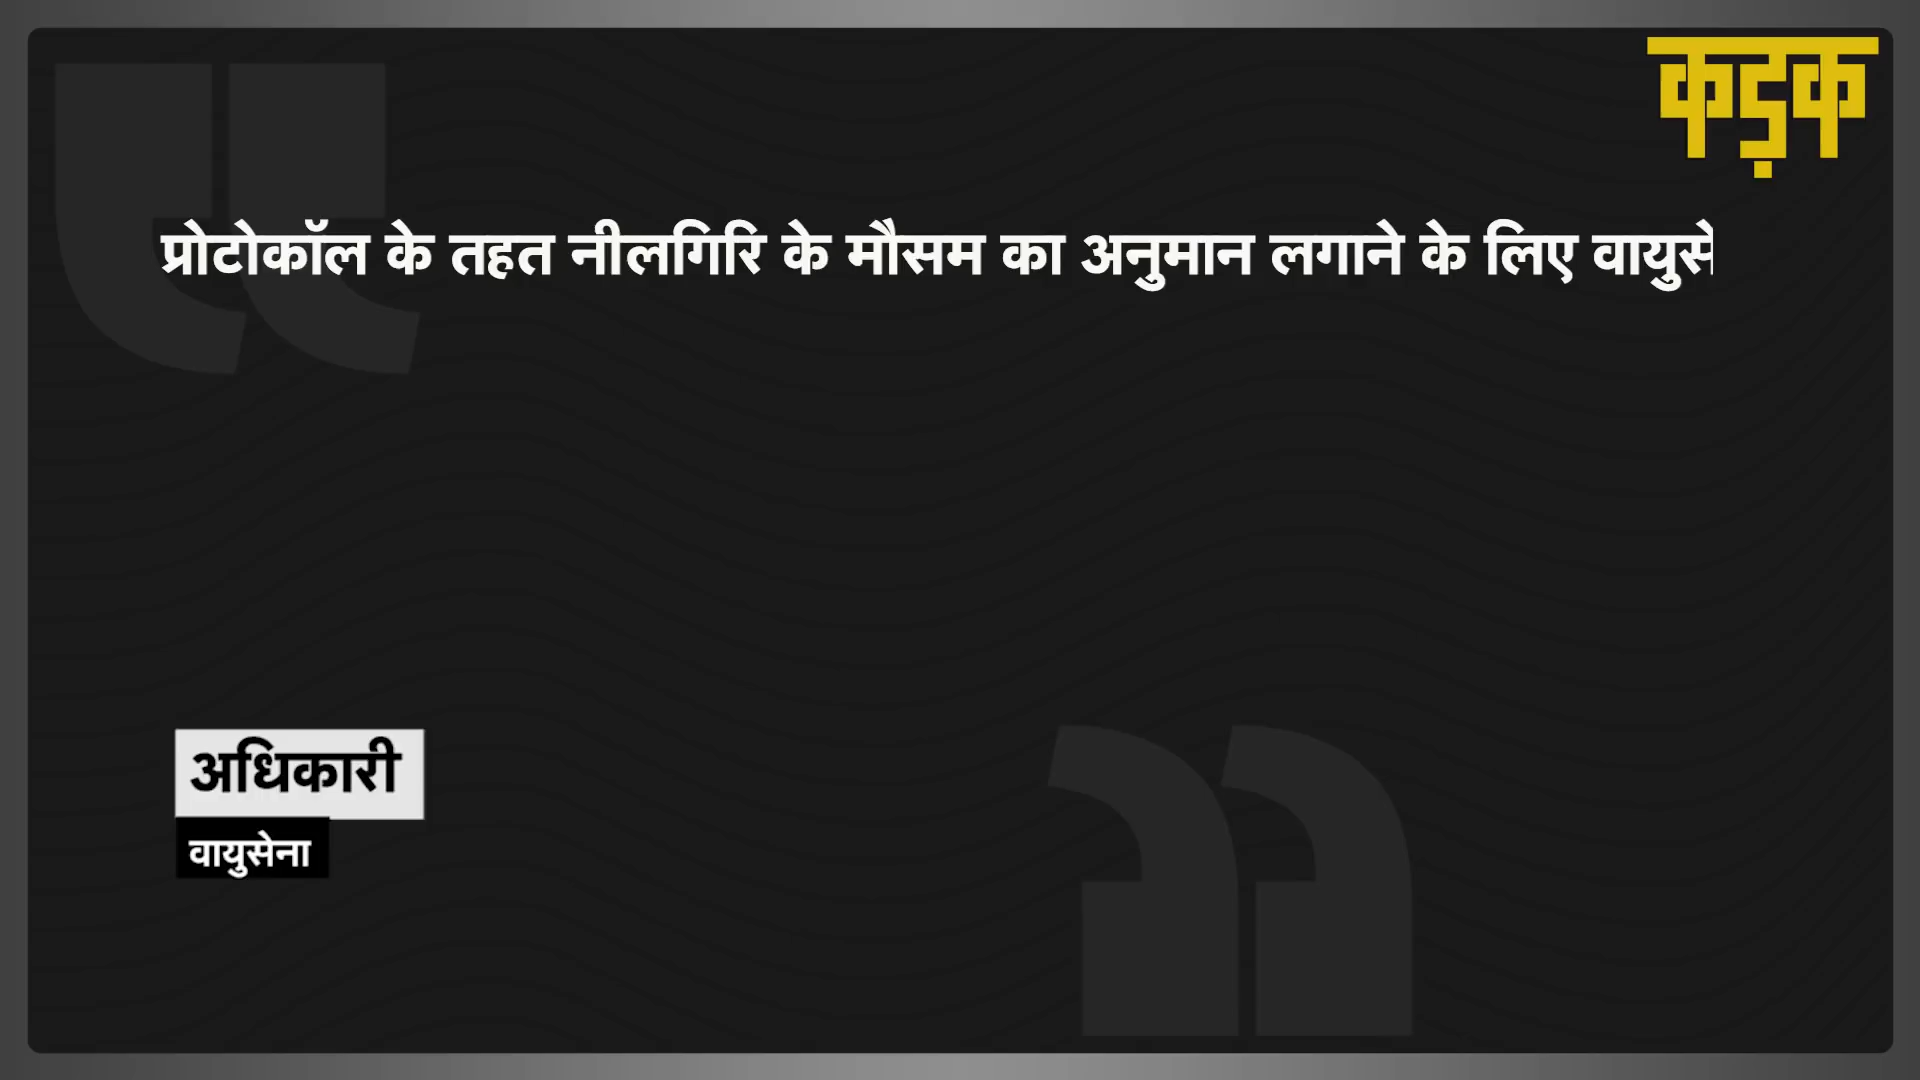 कड़क
प्रोटोकॉल के तहत नीलगिरि के मौसम का अनुमान लगाने के लिए
अधिकारी
वायुसेना